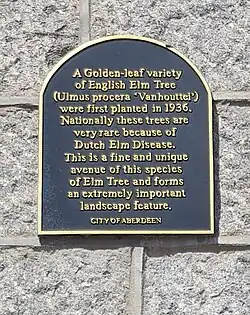 A Golden-leaf variety
of English Elm Tree
(Ulmus procera 'Vanhouttei')
were first planted in 1936.
Nationally these trees are
very rare because of
Dutch Elm Disease.
This is a fine and unique
avenue of this species
of Elm Tree and forms
an extremely important
landscape feature.
CITY OF ABERDEEN